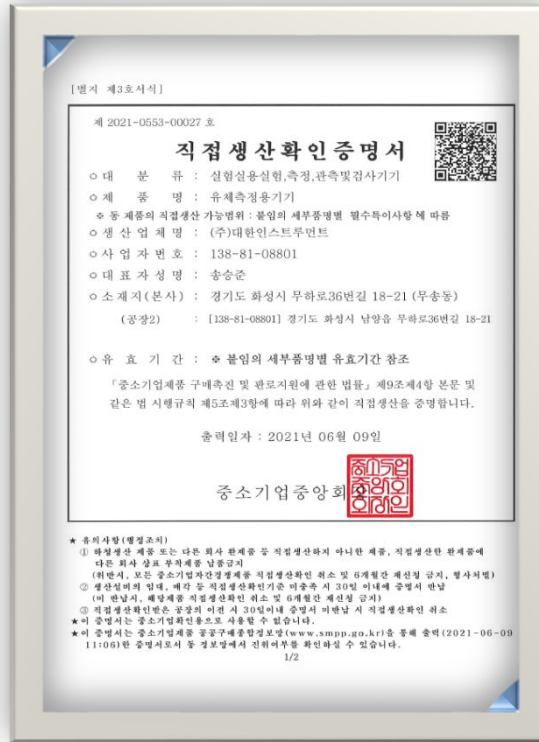 [별지 제3호서식]
제 2021-0553-00027 호
직접생산확인증명서
○ 대 분 류 : 실험실용실험,측정,관측및검사기기
○ 제 품 명 : 유체측정용기기
※ 동 제품의 직접생산 가능범위 : 붙임의 세부품명별 필수특이사항에 따름
○ 생 산 업 체 명 : (주)대한인스트루먼트
○ 사 업 자 번 호 : 138-81-08801
○ 대 표 자 성 명 : 송승준
○ 소 재 지(본 사) : 경기도 화성시 무하로36번길 18-21 (무송동)
(공장2) : [138-81-08801] 경기도 화성시 남양읍 무하로36번길 18-21
○ 유 효 기 간 : ※ 붙임의 세부품명별 유효기간 참조
「중소기업제품 구매촉진 및 판로지원에 관한 법률」 제9조제4항 본문 및
같은 법 시행규칙 제5조제3항에 따라 위와 같이 직접생산을 증명합니다.
출력일자 : 2021년 06월 09일
중소기업중앙회
★ 유의사항(행정조치)
① 하청생산 제품 또는 다른 회사 완제품 등 직접생산하지 아니한 제품, 직접생산한 완제품에
다른 회사 상표 부착제품 납품금지
(위반시, 모든 중소기업자간경쟁제품 직접생산확인 취소 및 6개월간 재신청 금지, 형사처벌)
② 생산설비의 임대, 매각 등 직접생산확인기준 미충족 시 30일 이내에 증명서 반납
(미 반납시, 해당제품 직접생산확인 취소 및 6개월간 재신청 금지)
③ 직접생산확인받은 공장의 이전 시 30일이내 증명서 미반납 시 직접생산확인 취소
★ 이 증명서는 중소기업확인용으로 사용할 수 없습니다.
★ 이 증명서는 중소기업제품 공공구매종합정보망(www.smpp.go.kr)을 통해 출력(2021-06-09
11:06)한 증명서로서 동 정보망에서 진위여부를 확인하실 수 있습니다.
1/2